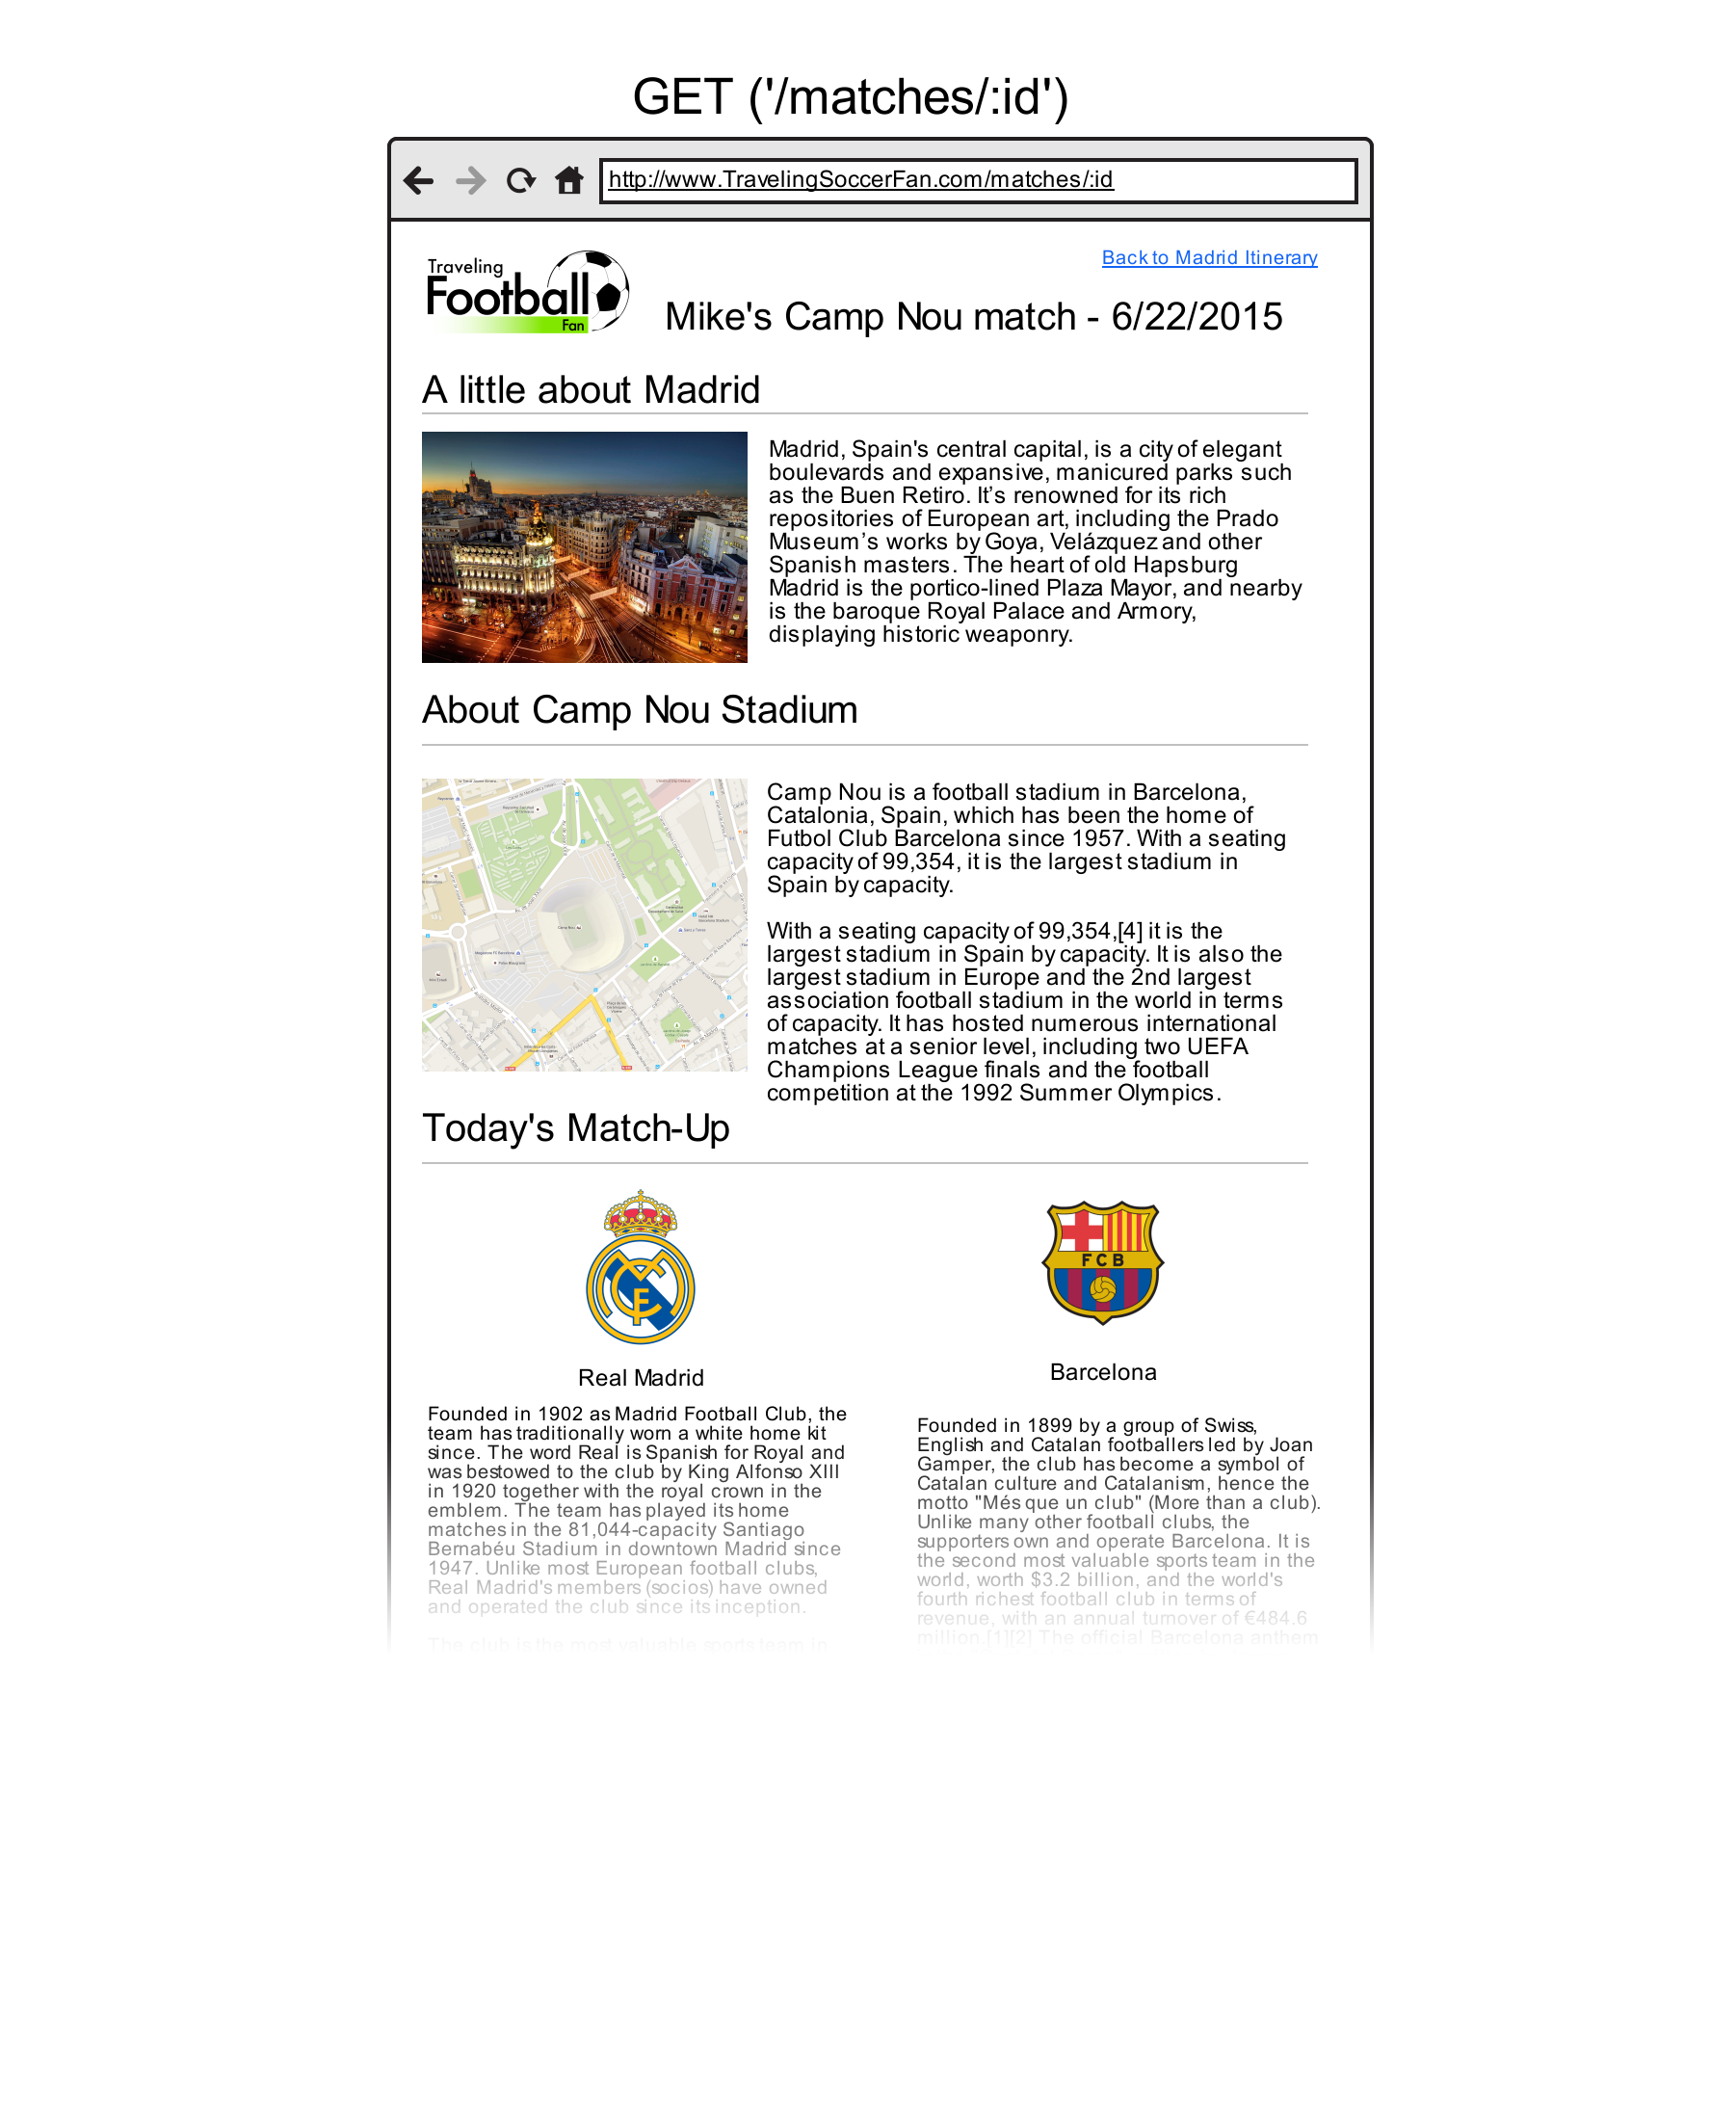 GET ('/matches/:id')
http://www.TravelingSoccerFan.com/matches/:id
Back to Madrid Itinerary
Traveling
Football
Fan
Mike's Camp Nou match - 6/22/2015
A little about Madrid
Madrid, Spain's central capital, is a city of elegant
boulevards and expansive, manicured parks such
as the Buen Retiro. It’s renowned for its rich
repositories of European art, including the Prado
Museum’s works by Goya, Velázquez and other
Spanish masters. The heart of old Hapsburg
Madrid is the portico-lined Plaza Mayor, and nearby
is the baroque Royal Palace and Armory,
displaying historic weaponry.
About Camp Nou Stadium
Camp Nou is a football stadium in Barcelona,
Catalonia, Spain, which has been the home of
Futbol Club Barcelona since 1957. With a seating
capacity of 99,354, it is the largest stadium in
Spain by capacity.
With a seating capacity of 99,354,[4] it is the
largest stadium in Spain by capacity. It is also the
largest stadium in Europe and the 2nd largest
association football stadium in the world in terms
of capacity. It has hosted numerous international
matches at a senior level, including two UEFA
Champions League finals and the football
competition at the 1992 Summer Olympics.
Today's Match-Up
FCB
Real Madrid
Founded in 1902 as Madrid Football Club, the
team has traditionally worn a white home kit
since. The word Real is Spanish for Royal and
was bestowed to the club by King Alfonso XIII
in 1920 together with the royal crown in the
emblem. The team has played its home
matches in the 81,044-capacity Santiago
Bernabéu Stadium in downtown Madrid since
1947. Unlike most European football clubs,
Real Madrid's members (socios) have owned
and operated the club since its inception.
The club is the most valuable sports team in
Barcelona
Founded in 1899 by a group of Swiss,
English and Catalan footballers led by Joan
Gamper, the club has become a symbol of
Catalan culture and Catalanism, hence the
motto "Més que un club" (More than a club).
Unlike many other football clubs, the
supporters own and operate Barcelona. It is
the second most valuable sports team in the
world, worth $3.2 billion, and the world's
fourth richest football club in terms of
revenue, with an annual turnover of €484.6
million.[1][2] The official Barcelona anthem